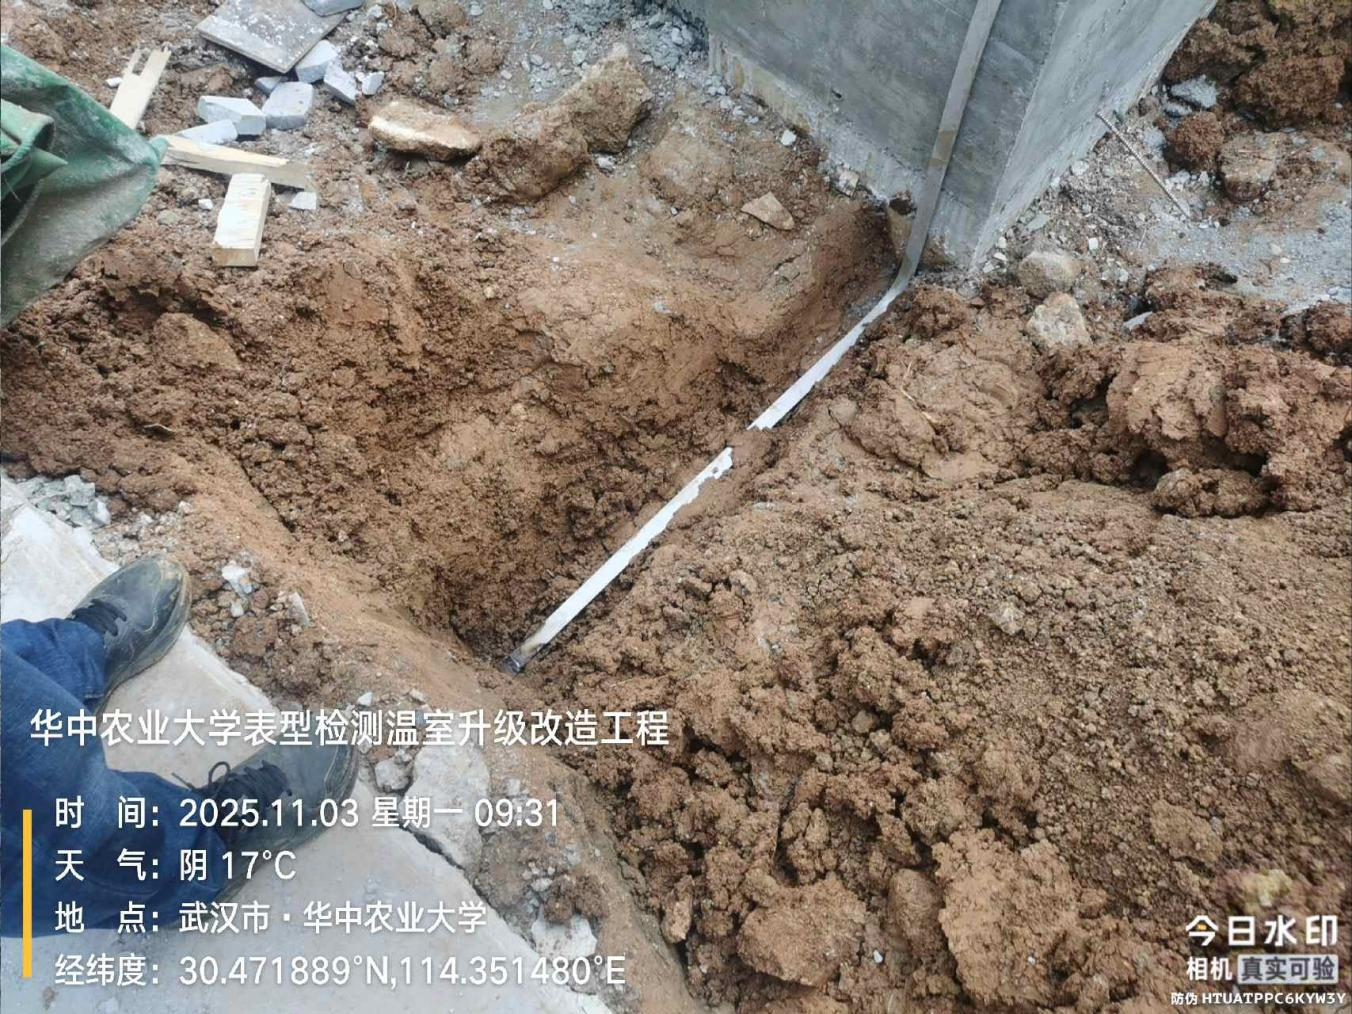 华中农业大学表型检测温室升级改造工程
时 间：2025.11.03 星期一 09:31
天 气：阴 17°C
地 点：武汉市·华中农业大学
经纬度：30.471889°N,114.351480°E
今日水印
相机 真实可验
防伪 HTUATPPC6KYW3Y